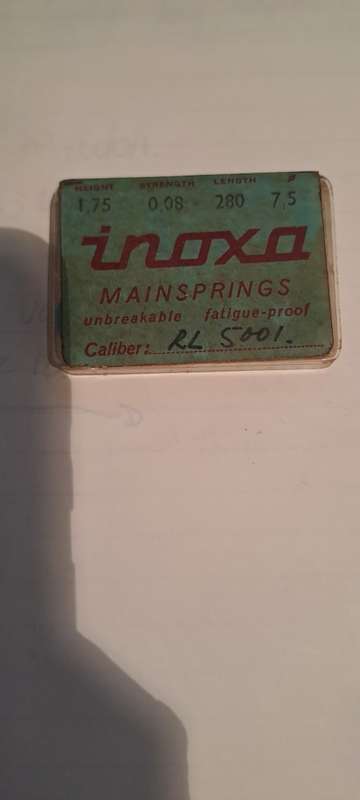 HEIGHT STRENGTH LENGTH ø
1,75 0,08 280 7,5
inoxa
MAINSPRINGS
unbreakable fatigue-proof
Caliber: RL 5001.